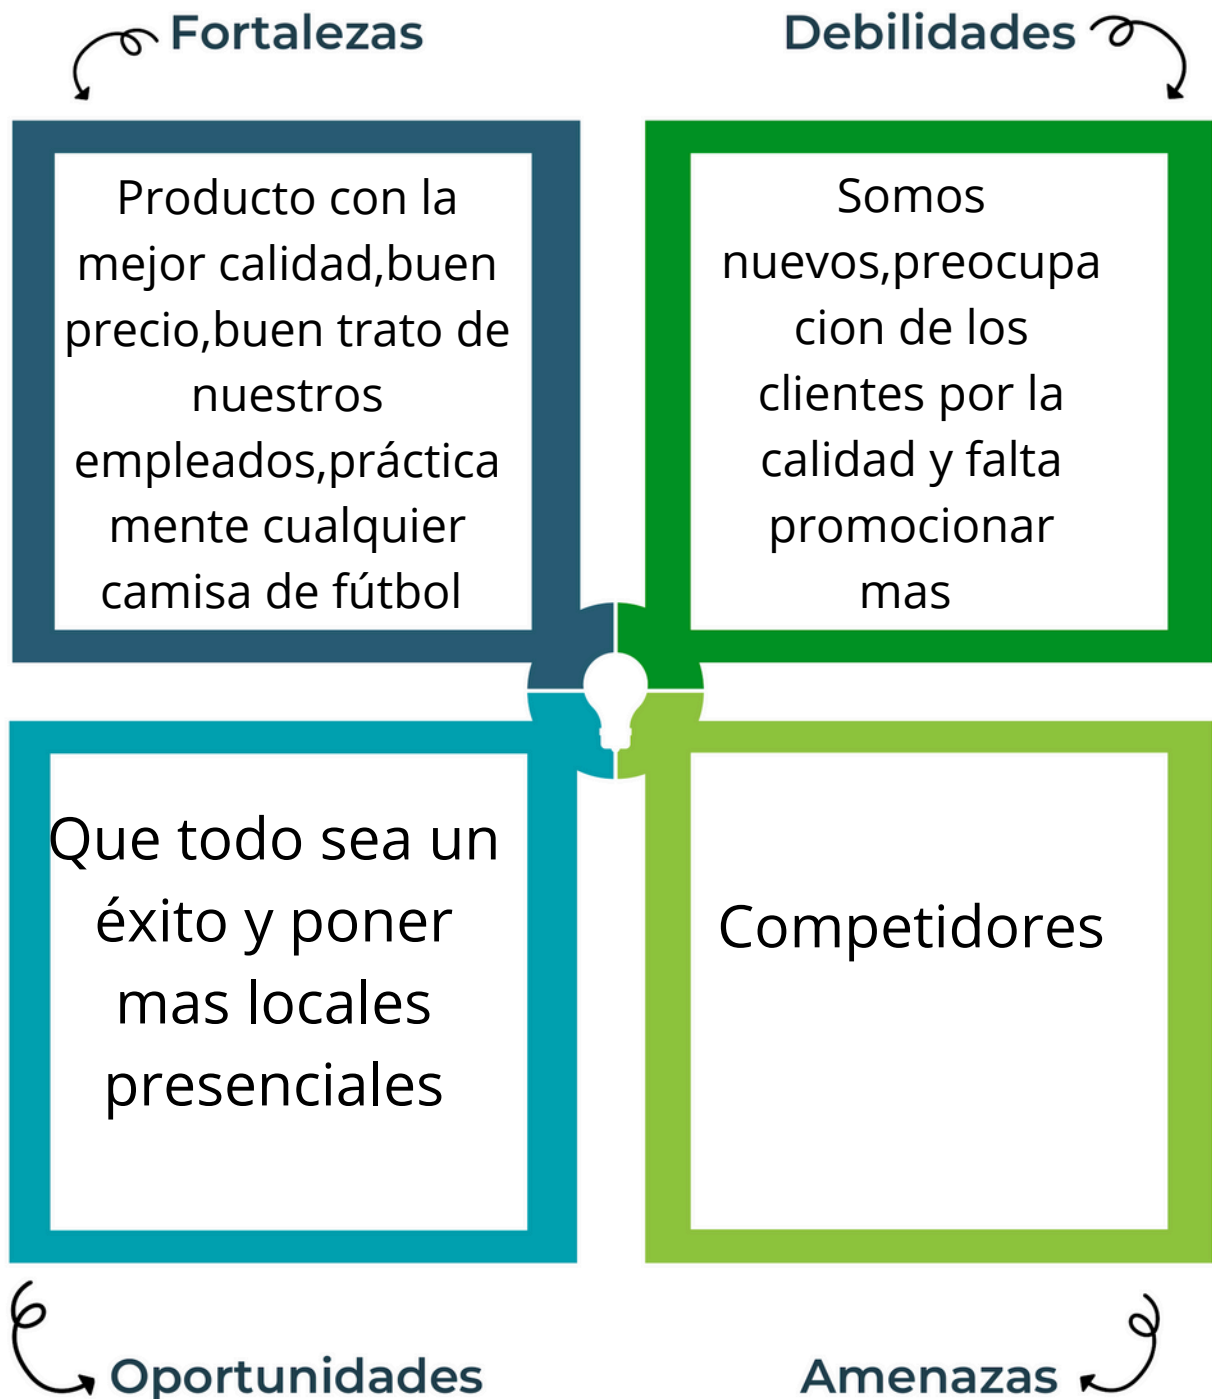 Fortalezas
Producto con la
mejor calidad,buen
precio,buen trato de
nuestros
empleados,práctica
mente cualquier
camisa de fútbol
Debilidades
Somos
nuevos,preocupa
cion de los
clientes por la
calidad y falta
promocionar
mas
Que todo sea un
éxito y poner
mas locales
presenciales
Oportunidades
Competidores
Amenazas